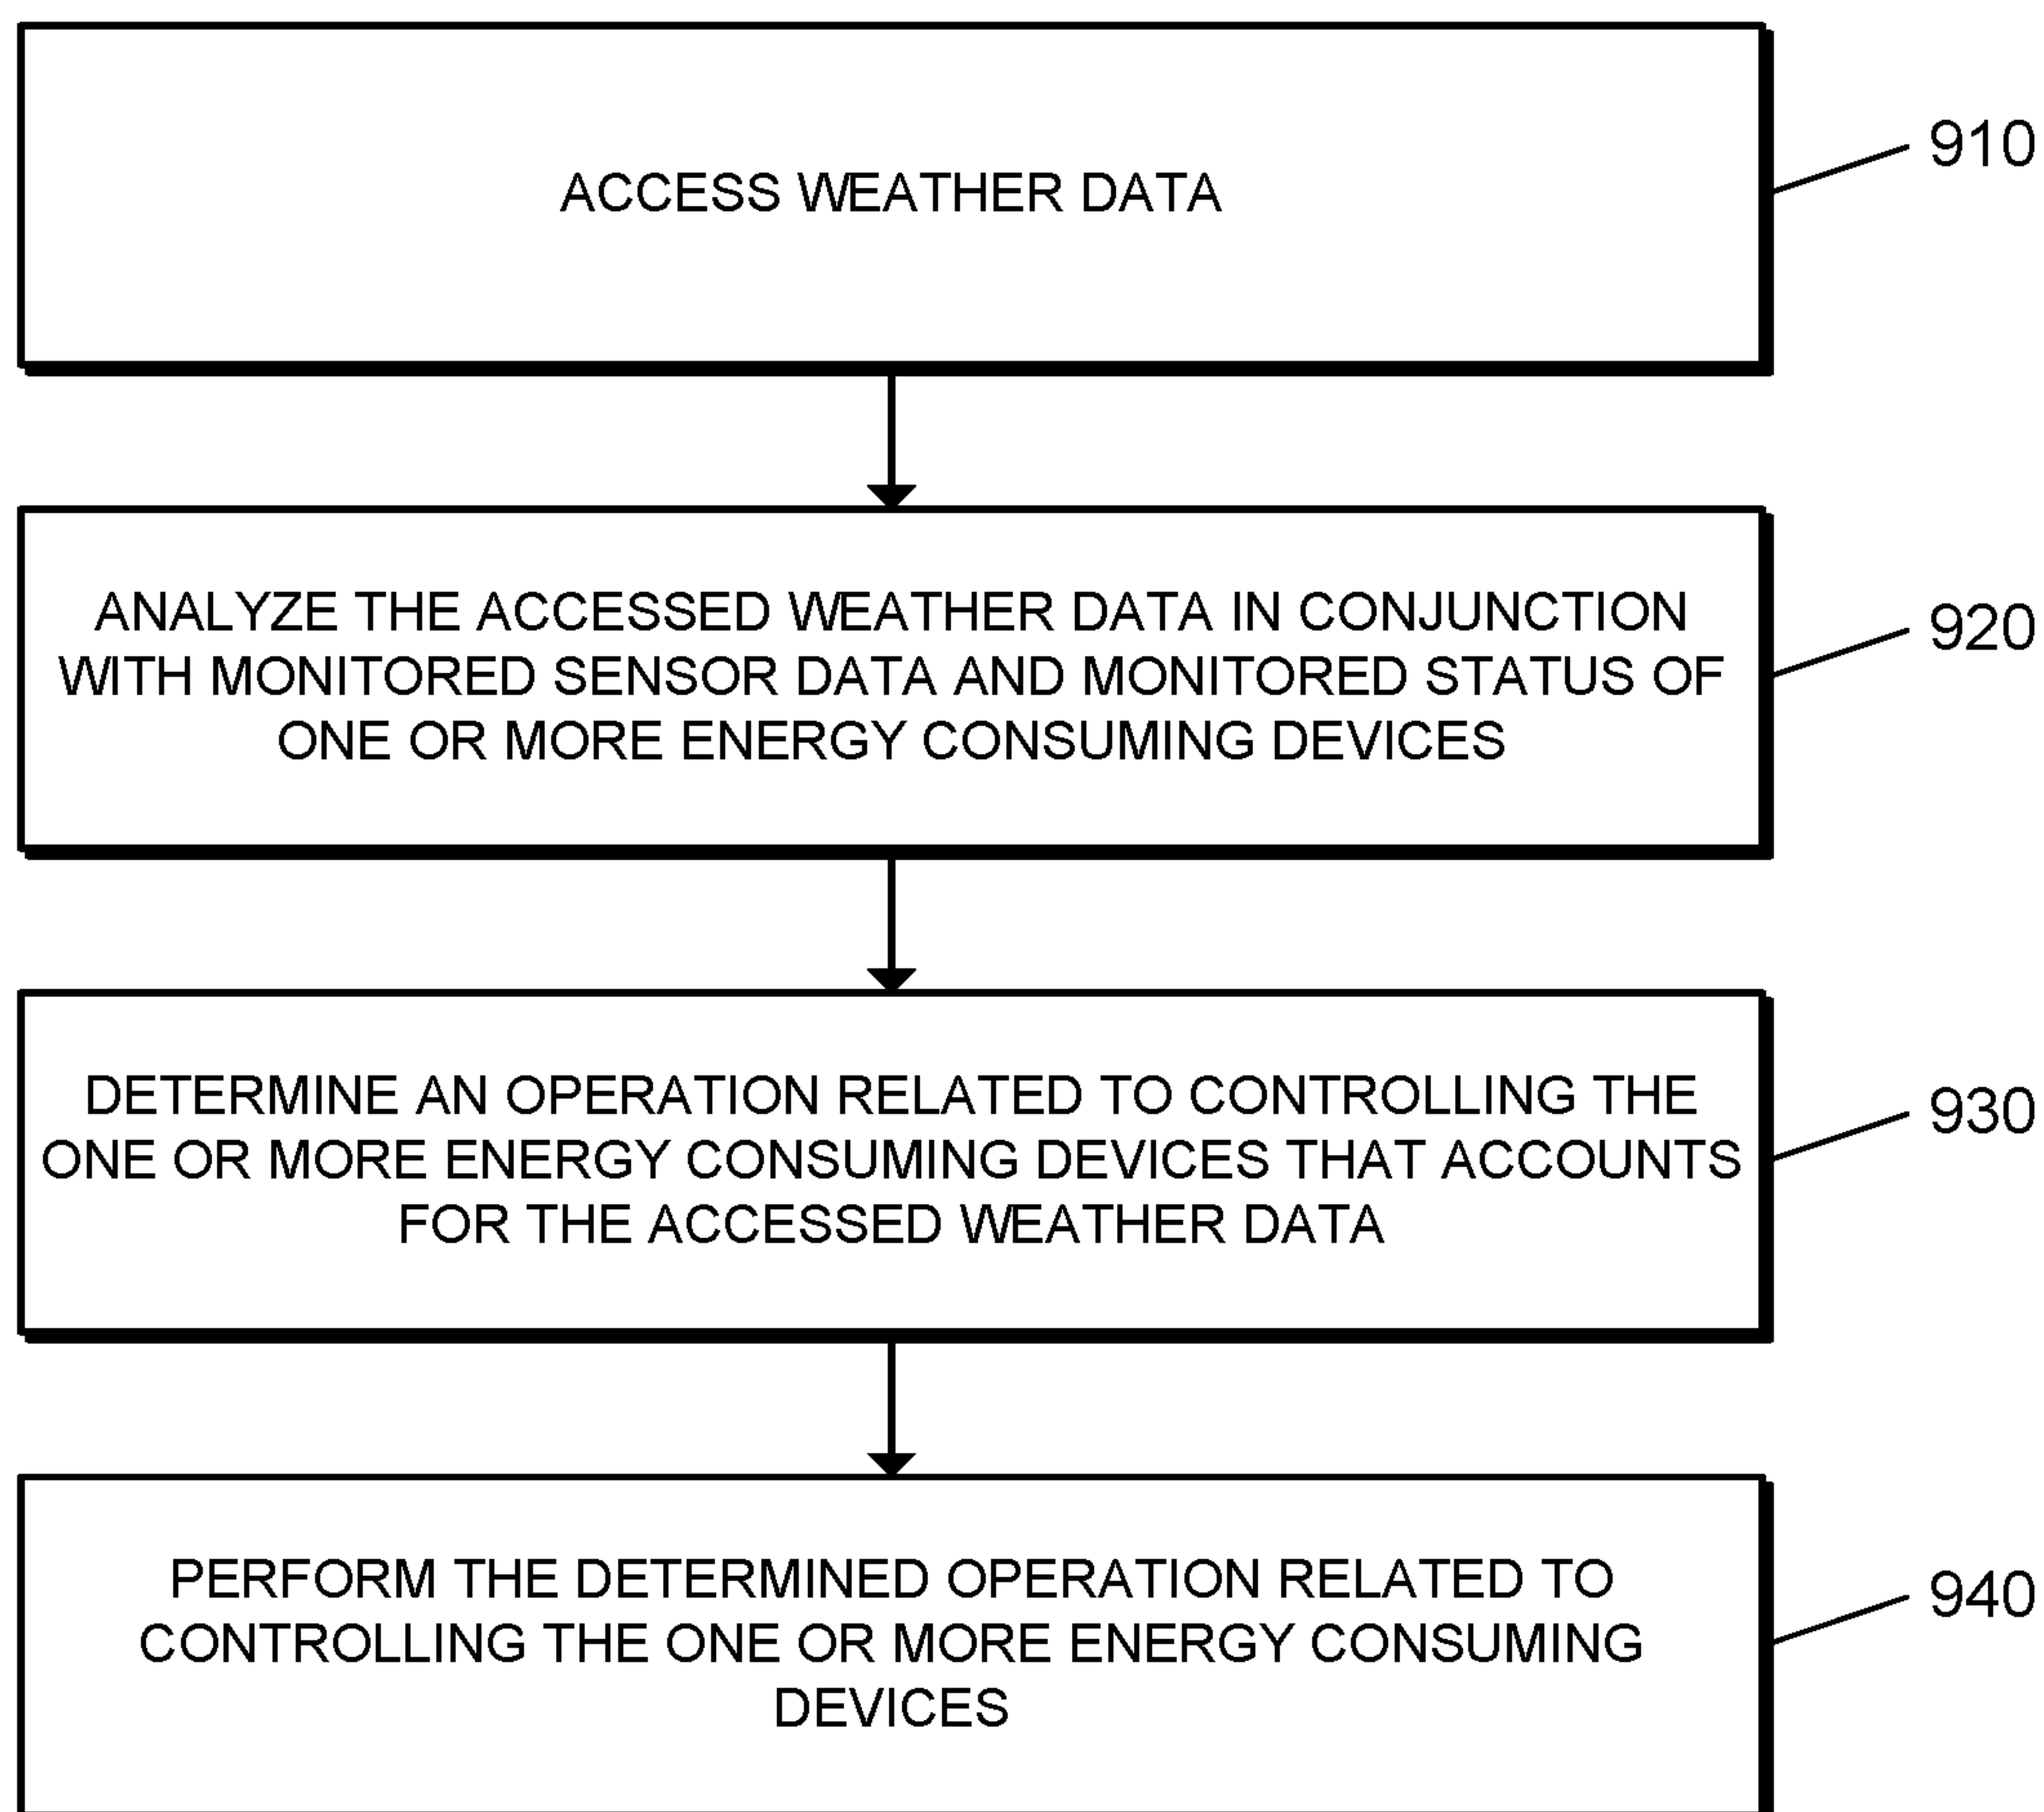 ACCESS WEATHER DATA
910
ANALYZE THE ACCESSED WEATHER DATA IN CONJUNCTION
WITH MONITORED SENSOR DATA AND MONITORED STATUS OF
ONE OR MORE ENERGY CONSUMING DEVICES
920
DETERMINE AN OPERATION RELATED TO CONTROLLING THE
ONE OR MORE ENERGY CONSUMING DEVICES THAT ACCOUNTS
FOR THE ACCESSED WEATHER DATA
930
PERFORM THE DETERMINED OPERATION RELATED TO
CONTROLLING THE ONE OR MORE ENERGY CONSUMING
DEVICES
940